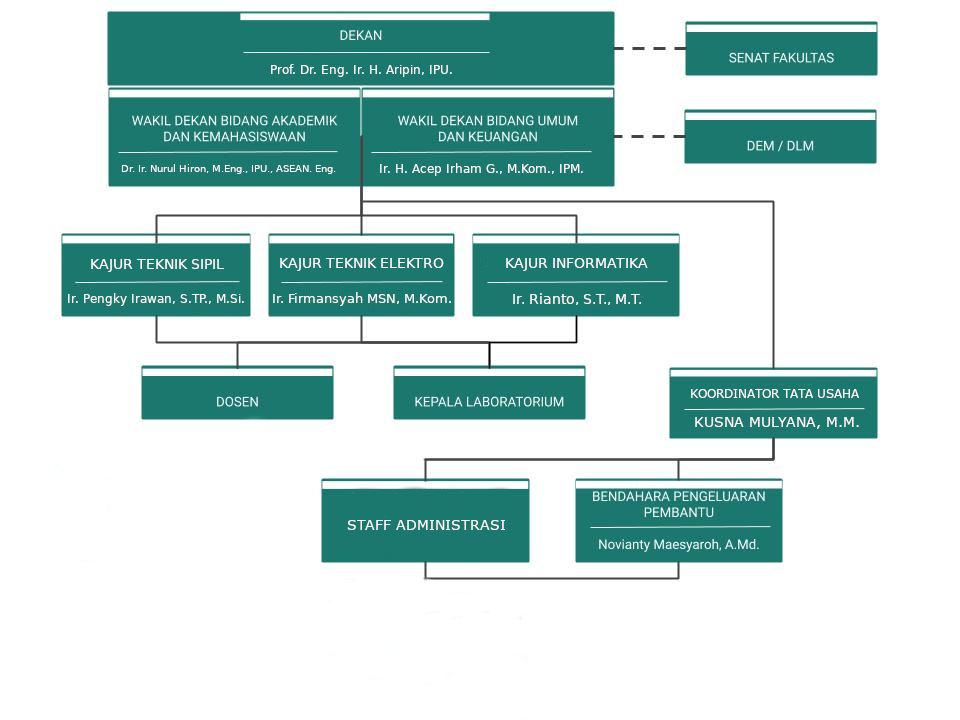 DEKAN
Prof. Dr. Eng. Ir. H. Aripin, IPU.
SENAT FAKULTAS
WAKIL DEKAN BIDANG AKADEMIK
DAN KEMAHASISWAAN
Dr. Ir. Nurul Hiron, M.Eng., IPU., ASEAN. Eng.
WAKIL DEKAN BIDANG UMUM
DAN KEUANGAN
Ir. H. Acep Irham G., M.Kom., IPM.
DEM / DLM
KAJUR TEKNIK SIPIL
Ir. Pengky Irawan, S.TP., M.Si.
KAJUR TEKNIK ELEKTRO
Ir. Firmansyah MSN, M.Kom.
KAJUR INFORMATIKA
Ir. Rianto, S.T., M.T.
DOSEN
KEPALA LABORATORIUM
KOORDINATOR TATA USAHA
KUSNA MULYANA, M.M.
STAFF ADMINISTRASI
BENDAHARA PENGELUARAN
PEMBANTU
Novianty Maesyaroh, A.Md.